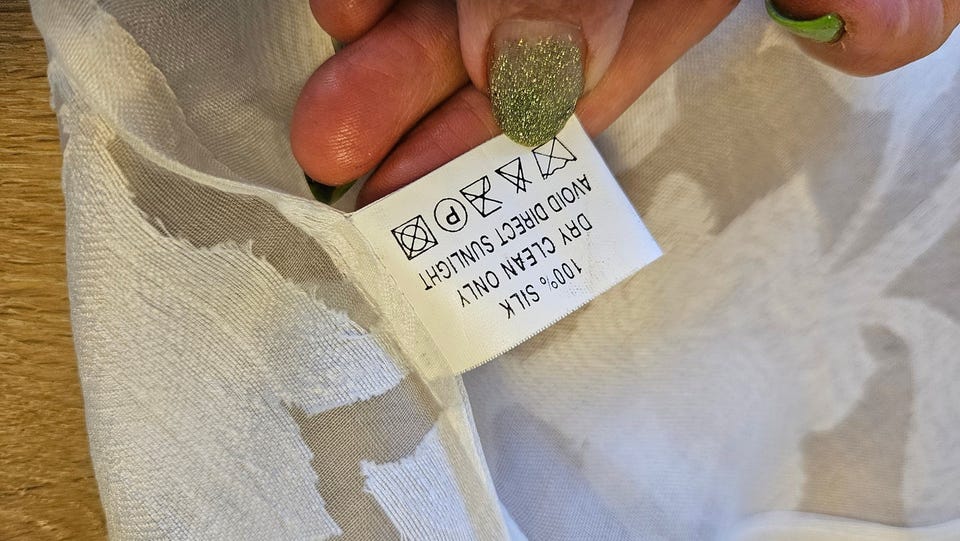 100% SILK
DRY CLEAN ONLY
AVOID DIRECT SUNLIGHT
P